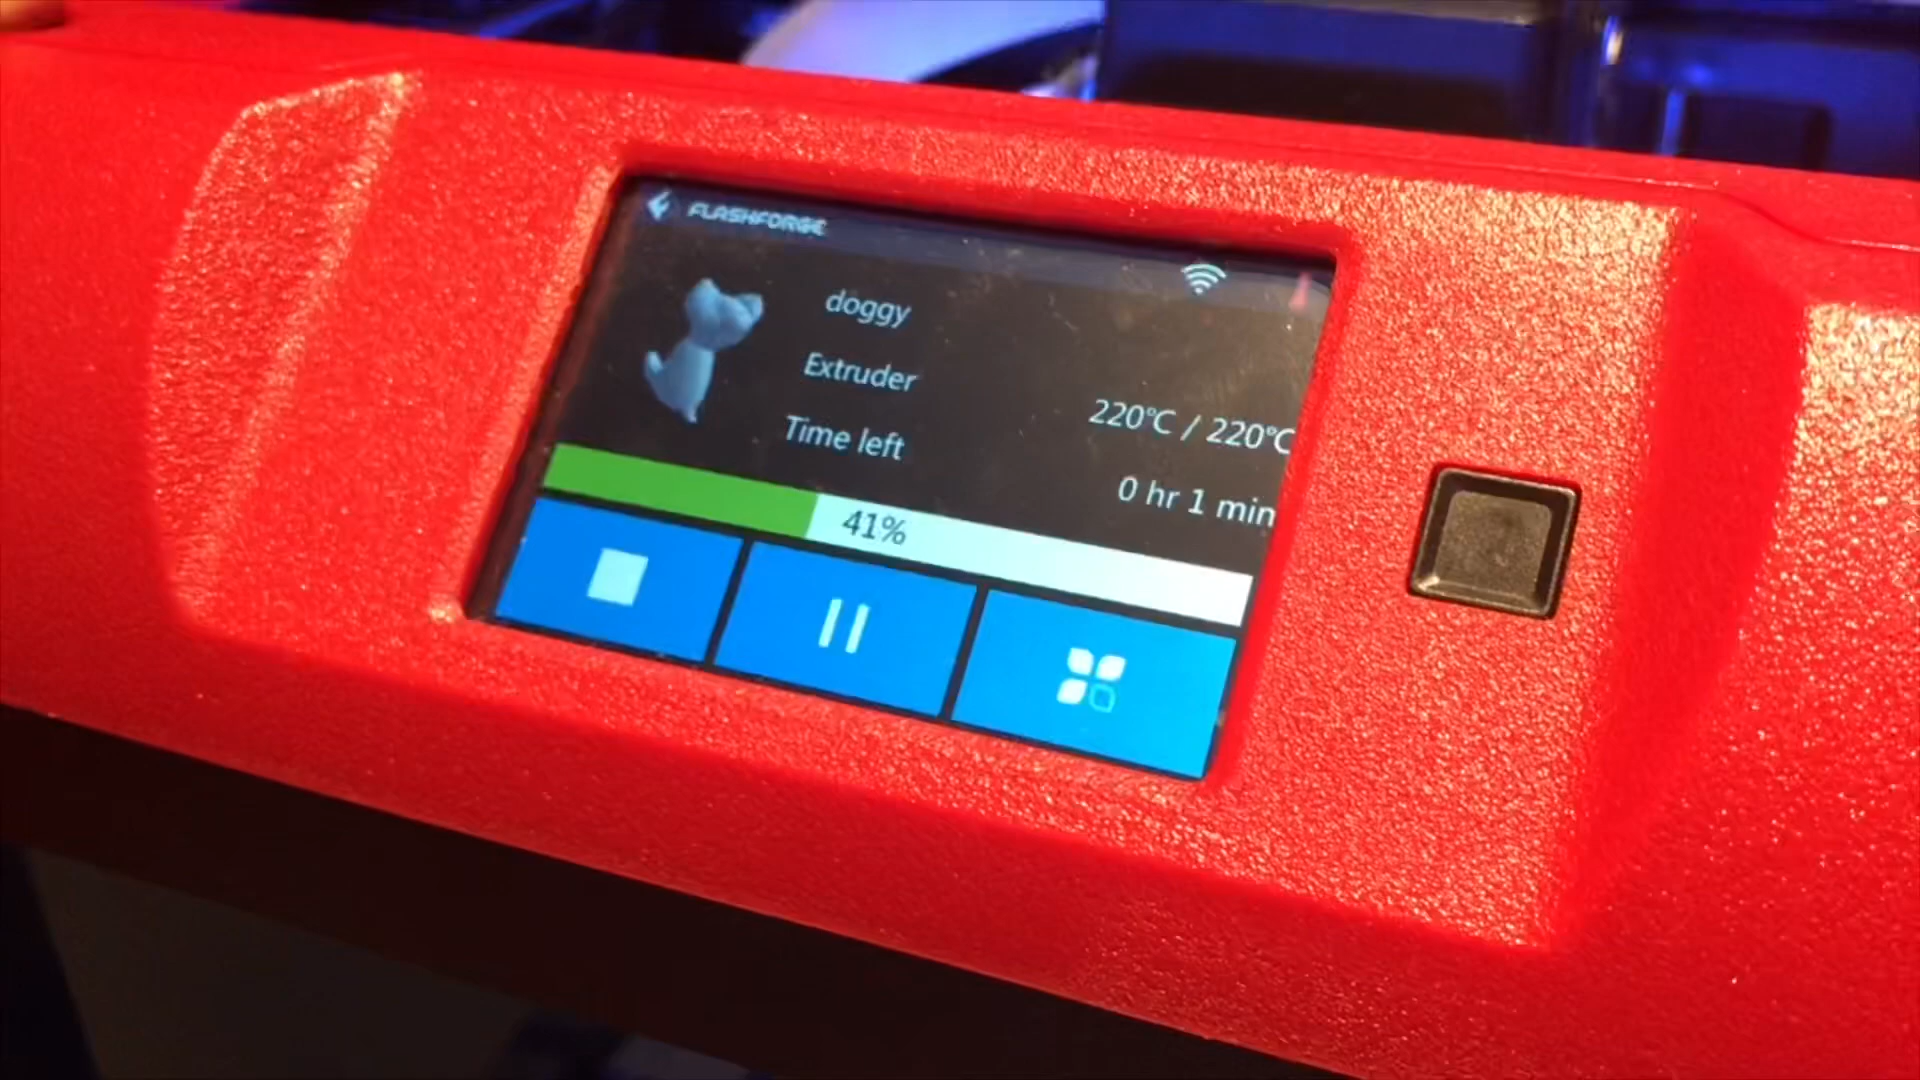 FLASHFORGE
doggy
Extruder
220℃ / 220℃
Time left
0 hr 1 min
41%